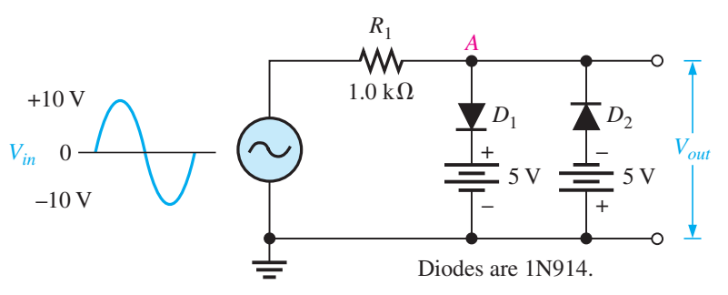 R1
A
1.0 kΩ
+10 V
Vin 0
−10 V
D1
D2
+
−
5 V
5 V
−
+
Vout
Diodes are 1N914.